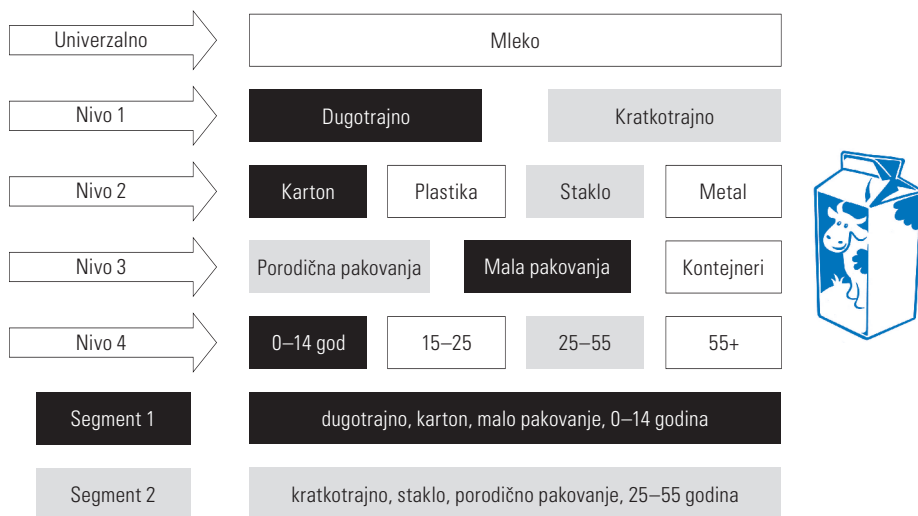 Univerzalno
Mleko
Nivo 1
Dugotrajno
Kratkotrajno
Nivo 2
Karton
Plastika
Staklo
Metal
Nivo 3
Porodična pakovanja
Mala pakovanja
Kontejneri
Nivo 4
0–14 god
15–25
25–55
55+
Segment 1
dugotrajno, karton, malo pakovanje, 0–14 godina
Segment 2
kratkotrajno, staklo, porodično pakovanje, 25–55 godina